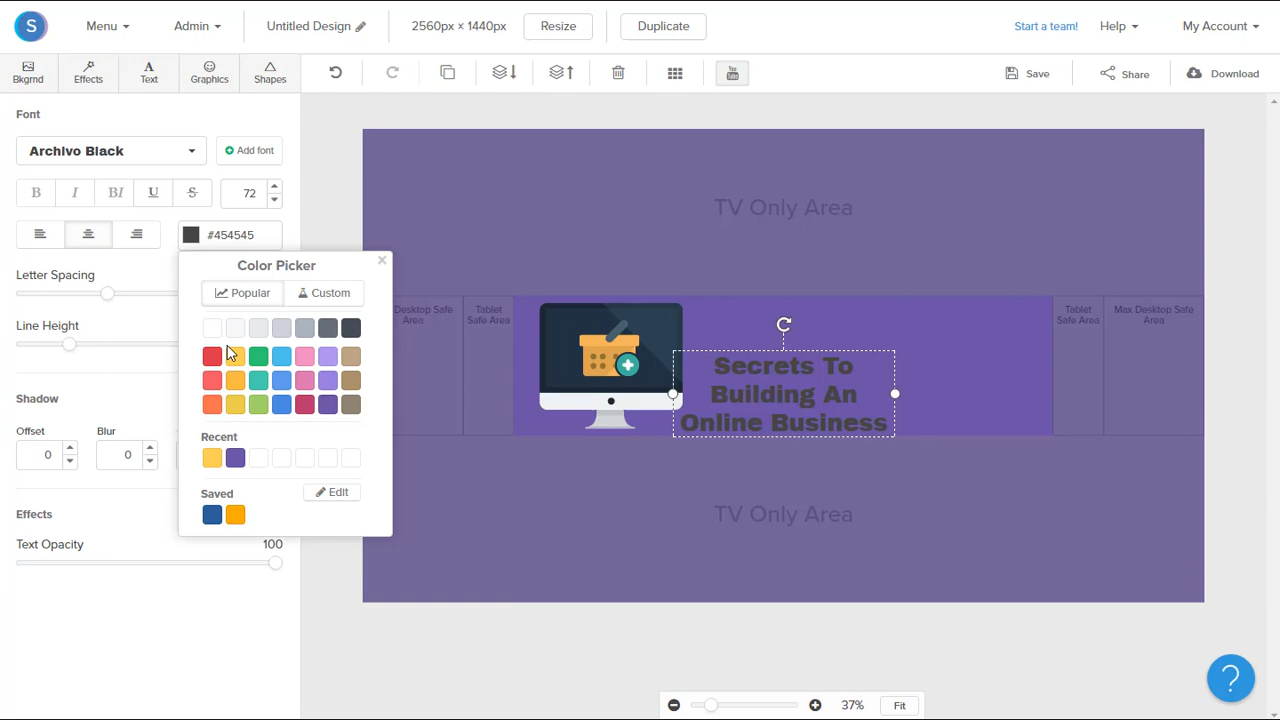 S
Menu
Admin
Untitled Design
2560px × 1440px
Resize
Duplicate
Start a team!
Help
My Account
Bkgrnd
Effects
Text
Graphics
Shapes
You
Tube
Save
Share
Download
Font
Archivo Black
Add font
B
I
BI
U
S
72
#454545
Letter Spacing
Line Height
Color Picker
Popular
Custom
Recent
Saved
Edit
Shadow
Offset
Blur
0
0
Effects
Text Opacity
100
TV Only Area
Desktop Safe
Area
Tablet
Safe Area
Secrets To
Building An
Online Business
Tablet
Safe Area
Max Desktop Safe
Area
TV Only Area
37%
Fit
?